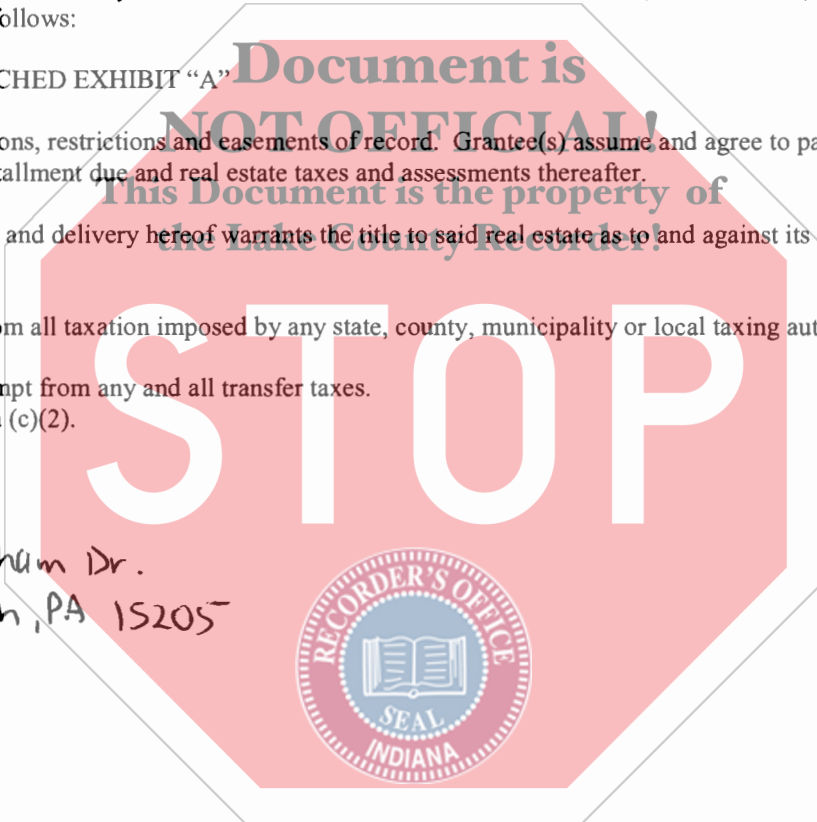 ollows:
CHED EXHIBIT “A”
Document is
NOT OFFICIAL!
ons, restrictions and easements of record. Grantee(s) assume and agree to pa
tallment due and real estate taxes and assessments thereafter.
This Document is the property of
the Lake County Recorder!
and delivery hereof warrants the title to said real estate as to and against its
om all taxation imposed by any state, county, municipality or local taxing aut
mpt from any and all transfer taxes.
(c)(2).
STOP
ham Dr.
h, PA 15205
RECORDER'S OFFICE
SEAL
INDIANA